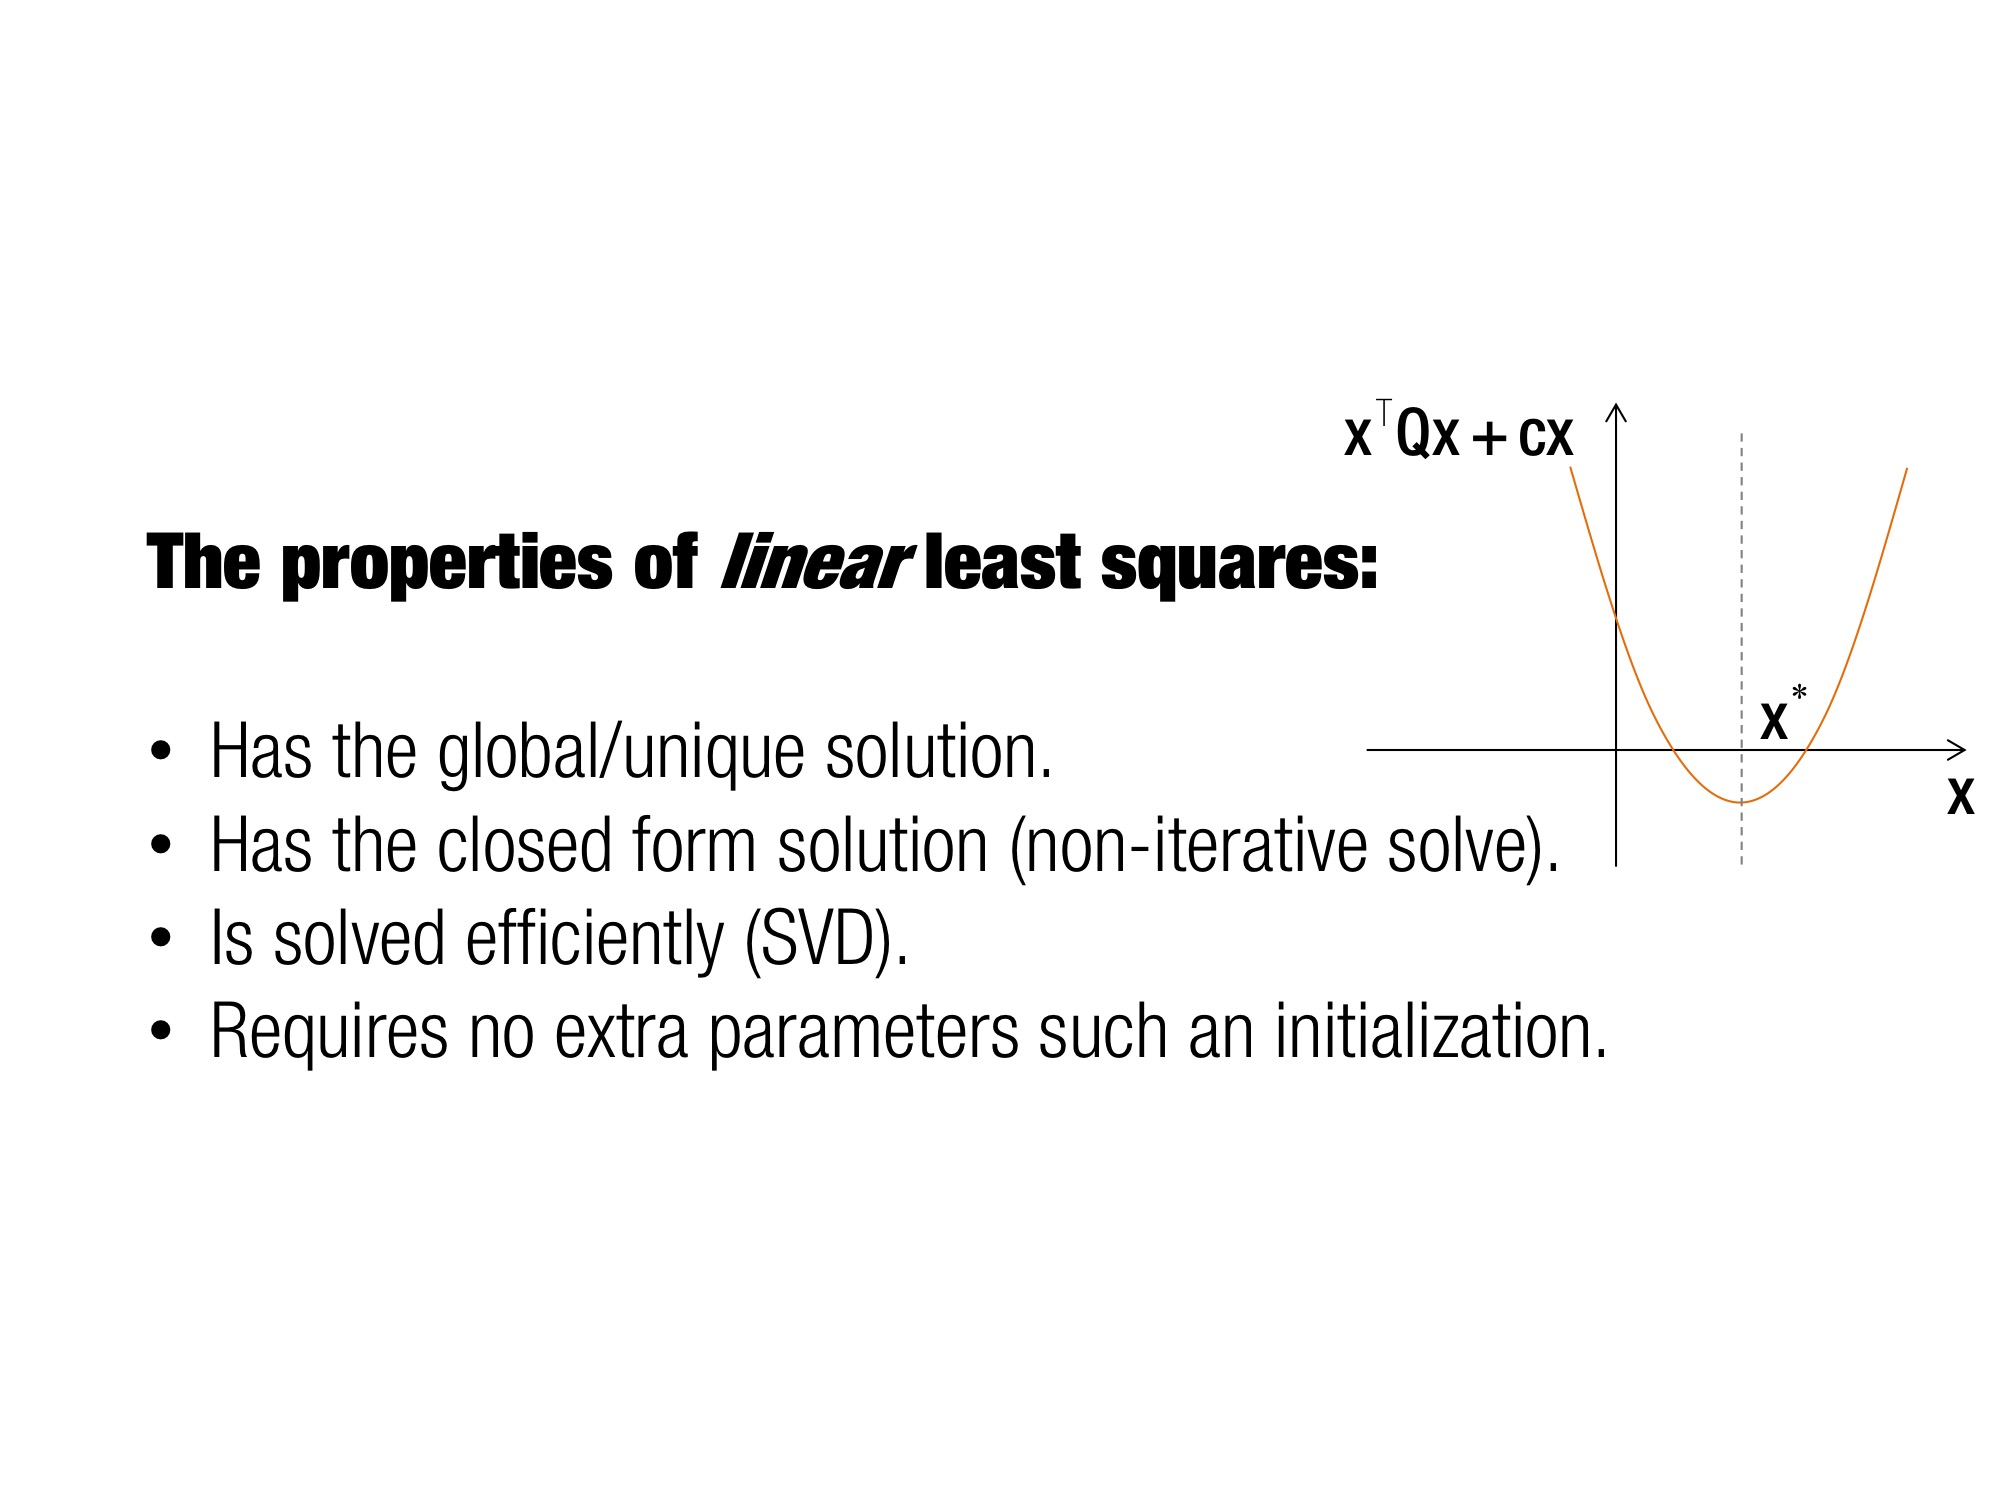 x⊤Qx + cx
The properties of linear least squares:
x*
• Has the global/unique solution.
x
• Has the closed form solution (non-iterative solve).
• Is solved efficiently (SVD).
• Requires no extra parameters such an initialization.